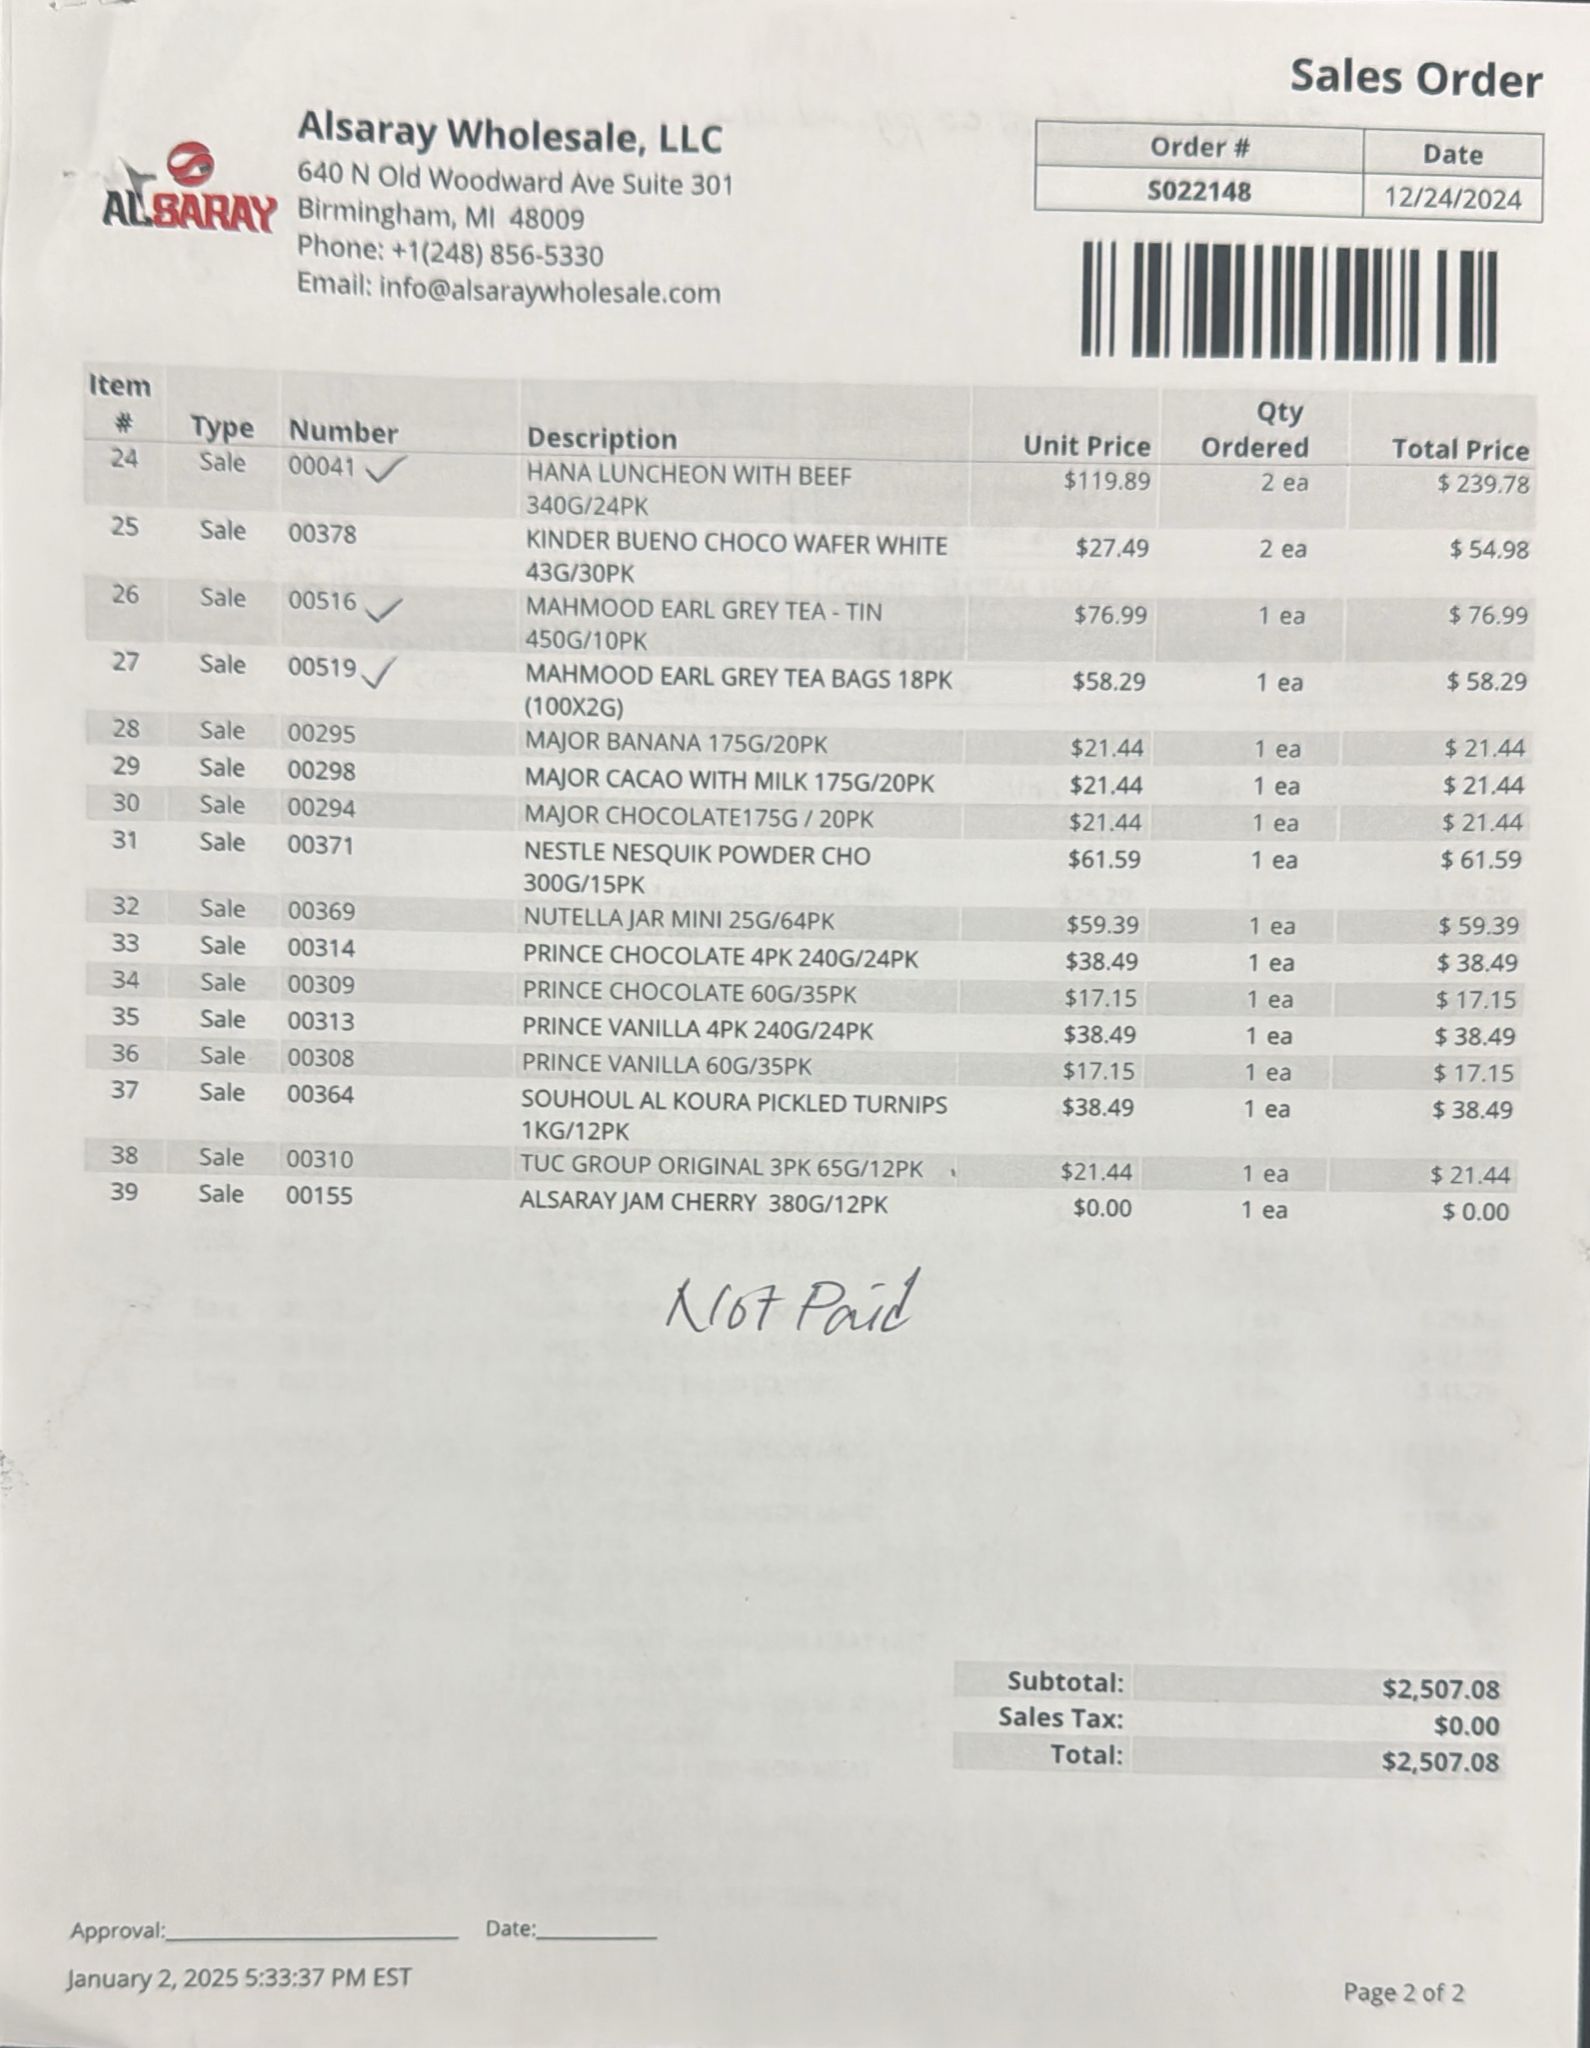 Sales Order
ALSARAY
Alsaray Wholesale, LLC
640 N Old Woodward Ave Suite 301
Birmingham, MI 48009
Phone: +1(248) 856-5330
Email: info@alsaraywholesale.com
Order # Date
S022148 12/24/2024
Item # Type Number Description Unit Price Qty Ordered Total Price
24 Sale 00041 ✓ HANA LUNCHEON WITH BEEF $119.89 2 ea $ 239.78
340G/24PK
25 Sale 00378 KINDER BUENO CHOCO WAFER WHITE $27.49 2 ea $ 54.98
43G/30PK
26 Sale 00516 ✓ MAHMOOD EARL GREY TEA - TIN $76.99 1 ea $ 76.99
450G/10PK
27 Sale 00519 ✓ MAHMOOD EARL GREY TEA BAGS 18PK $58.29 1 ea $ 58.29
(100X2G)
28 Sale 00295 MAJOR BANANA 175G/20PK $21.44 1 ea $ 21.44
29 Sale 00298 MAJOR CACAO WITH MILK 175G/20PK $21.44 1 ea $ 21.44
30 Sale 00294 MAJOR CHOCOLATE175G / 20PK $21.44 1 ea $ 21.44
31 Sale 00371 NESTLE NESQUIK POWDER CHO $61.59 1 ea $ 61.59
300G/15PK
32 Sale 00369 NUTELLA JAR MINI 25G/64PK $59.39 1 ea $ 59.39
33 Sale 00314 PRINCE CHOCOLATE 4PK 240G/24PK $38.49 1 ea $ 38.49
34 Sale 00309 PRINCE CHOCOLATE 60G/35PK $17.15 1 ea $ 17.15
35 Sale 00313 PRINCE VANILLA 4PK 240G/24PK $38.49 1 ea $ 38.49
36 Sale 00308 PRINCE VANILLA 60G/35PK $17.15 1 ea $ 17.15
37 Sale 00364 SOUHOUL AL KOURA PICKLED TURNIPS $38.49 1 ea $ 38.49
1KG/12PK
38 Sale 00310 TUC GROUP ORIGINAL 3PK 65G/12PK $21.44 1 ea $ 21.44
39 Sale 00155 ALSARAY JAM CHERRY 380G/12PK $0.00 1 ea $ 0.00
Not Paid
Subtotal: $2,507.08
Sales Tax: $0.00
Total: $2,507.08
Approval: Date:
January 2, 2025 5:33:37 PM EST
Page 2 of 2